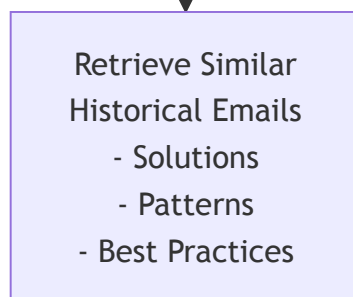 Retrieve Similar
Historical Emails
- Solutions
- Patterns
- Best Practices